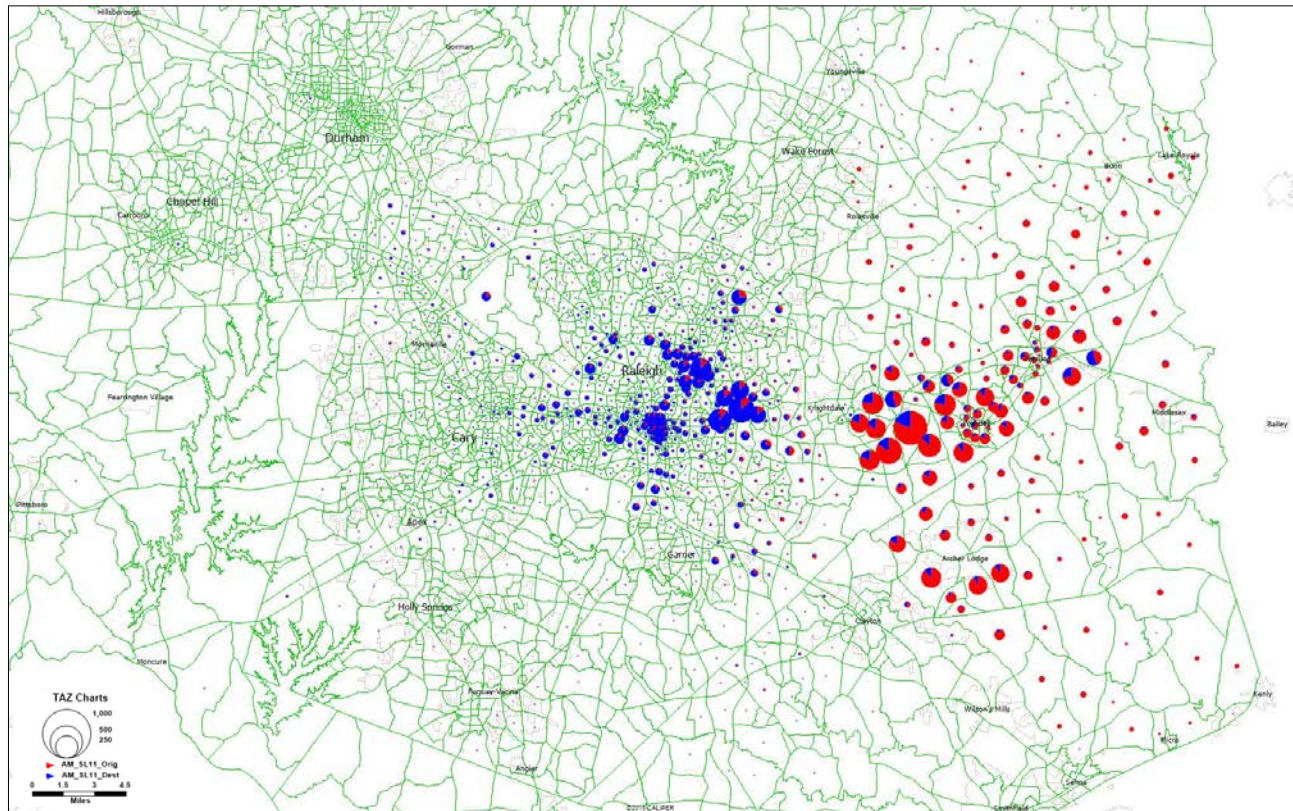 Hillsborough
Gorman
Youngsville
Durham
Wake Forest
Bunn
Lake Royale
Chapel Hill
Carrboro
Rolesville
Morrisville
Raleigh
Fearrington Village
Knightdale
Middlesex
Bailey
Cary
Pittsboro
Apex
Garner
Archer Lodge
Holly Springs
Clayton
Moncure
Fuquay-Varina
Kenly
Wilson's Mills
Micro
Angier
Selma
TAZ Charts
1,000
500
250
AM_SL11_Orig
AM_SL11_Dest
0 1.5 3 4.5
Miles
©2015 CALIPER